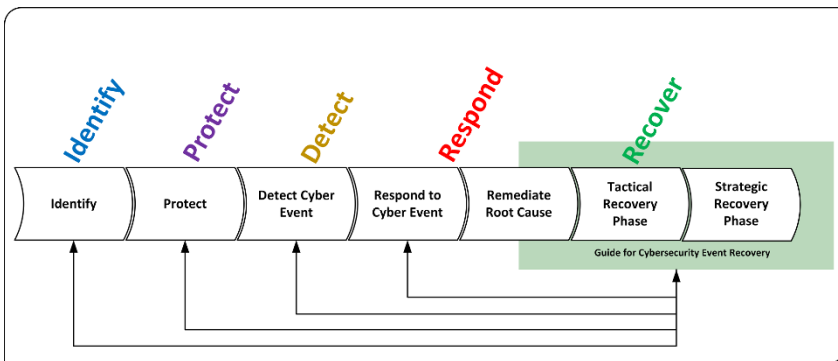 Identify
Protect
Detect
Respond
Recover
Identify
Protect
Detect Cyber
Event
Respond to
Cyber Event
Remediate
Root Cause
Tactical
Recovery
Phase
Strategic
Recovery
Phase
Guide for Cybersecurity Event Recovery